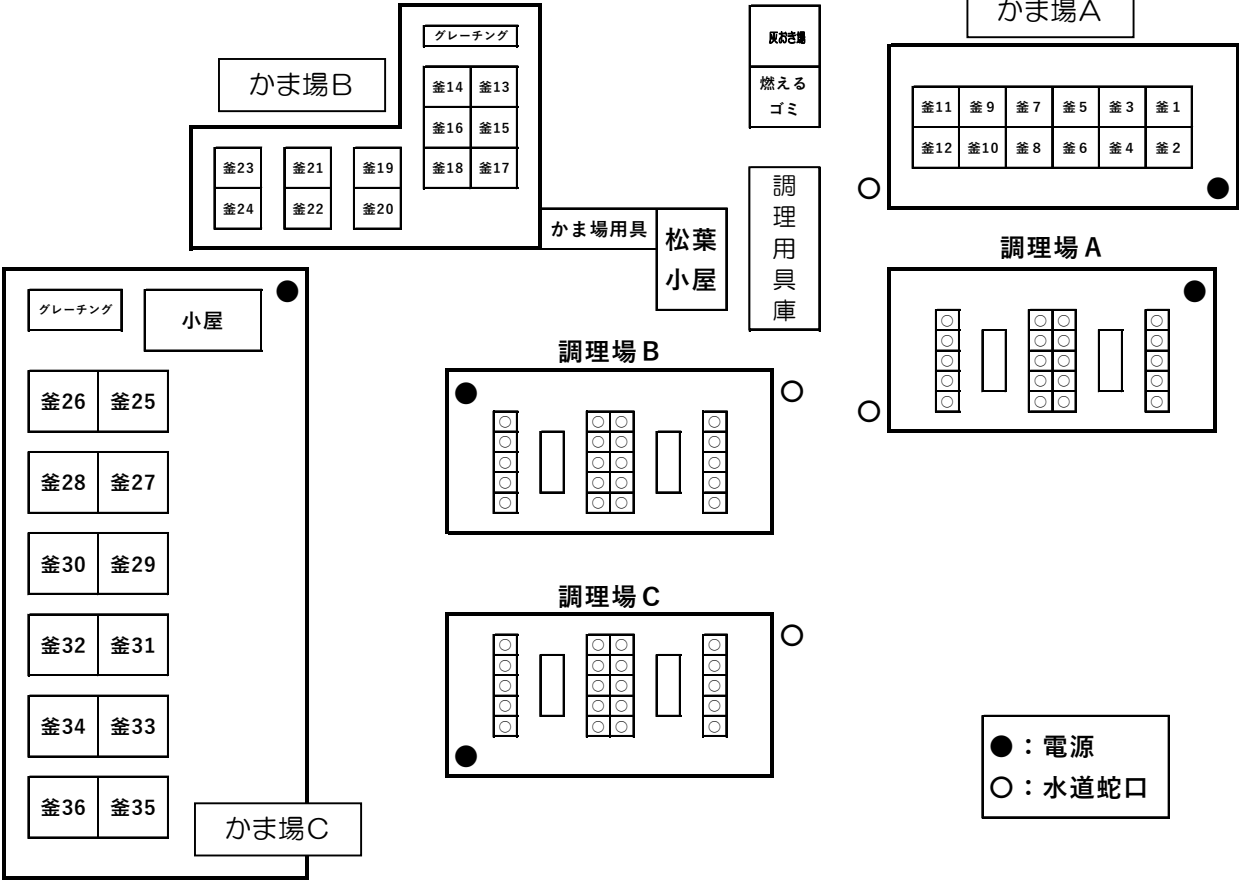 かま場A
グレーチング
灰おき場
燃える
ゴミ
かま場B
釜14 釜13
釜16 釜15
釜18 釜17
釜11 釜9 釜7 釜5 釜3 釜1
釜12 釜10 釜8 釜6 釜4 釜2
釜23 釜21 釜19
釜24 釜22 釜20
調理用具庫
かま場用具
松葉
小屋
調理場A
グレーチング
小屋
調理場B
釜26 釜25
釜28 釜27
釜30 釜29
釜32 釜31
釜34 釜33
釜36 釜35
かま場C
調理場C
●：電源
○：水道蛇口